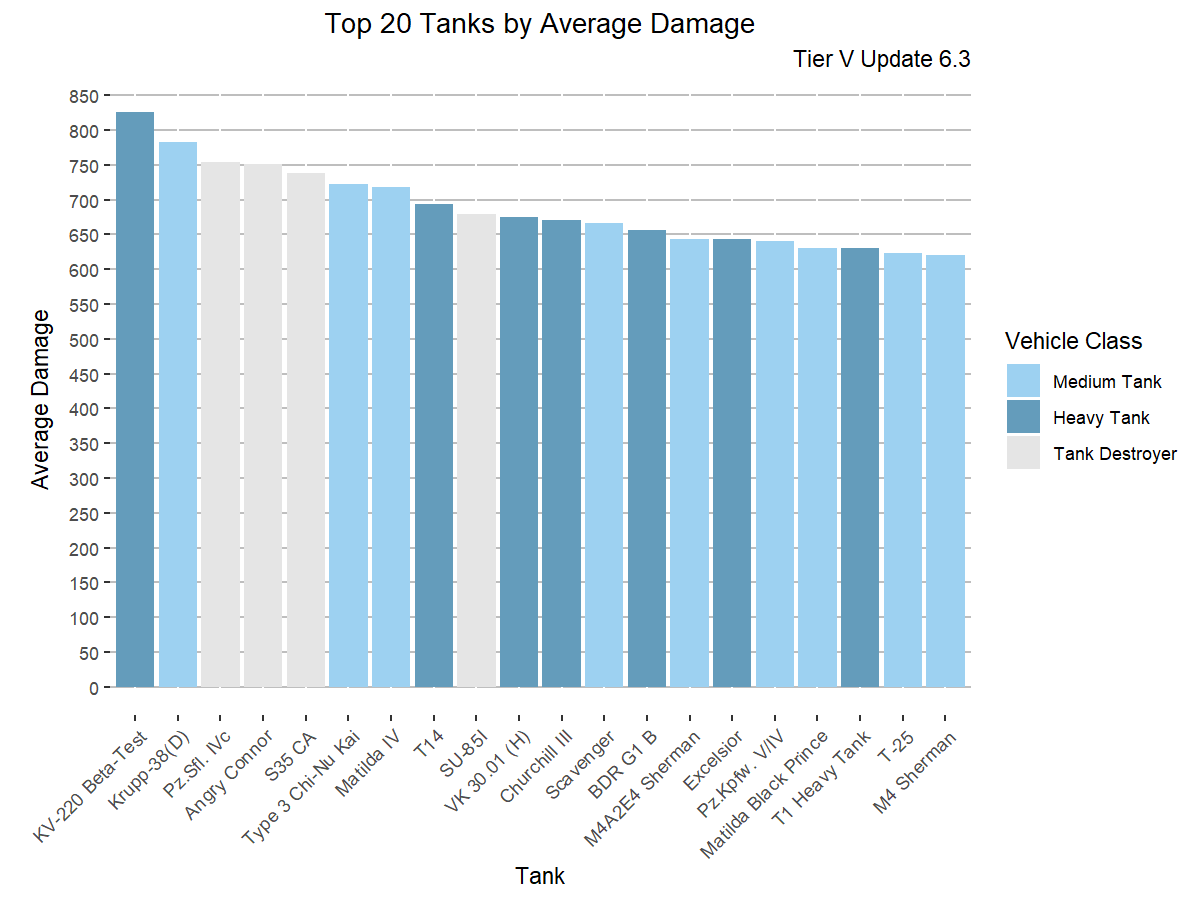 Top 20 Tanks by Average Damage
Tier V Update 6.3
Average Damage
850
800
750
700
650
600
550
500
450
400
350
300
250
200
150
100
50
0
KV-220 Beta-Test
Krupp-38(D)
Pz.Sfl. IVc
Angry Connor
S35 CA
Type 3 Chi-Nu Kai
Matilda IV
T14
SU-85I
VK 30.01 (H)
Churchill III
Scavenger
BDR G1 B
M4A2E4 Sherman
Excelsior
Pz.Kpfw. V/IV
Matilda Black Prince
T1 Heavy Tank
T-25
M4 Sherman
Tank
Vehicle Class
Medium Tank
Heavy Tank
Tank Destroyer